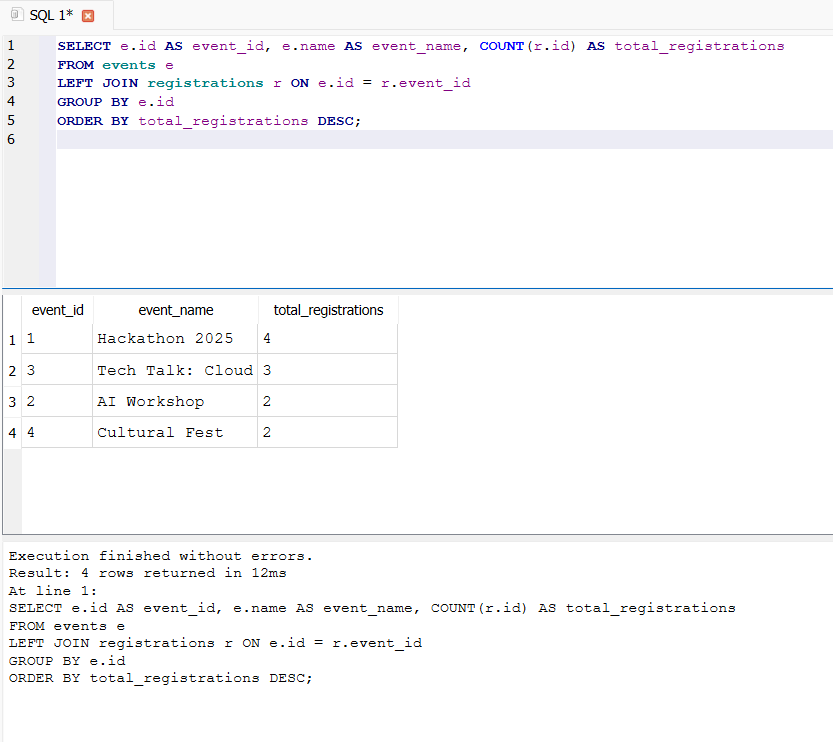 SQL 1*
1 SELECT e.id AS event_id, e.name AS event_name, COUNT(r.id) AS total_registrations
2 FROM events e
3 LEFT JOIN registrations r ON e.id = r.event_id
4 GROUP BY e.id
5 ORDER BY total_registrations DESC;
6
event_id event_name total_registrations
1 1 Hackathon 2025 4
2 3 Tech Talk: Cloud 3
3 2 AI Workshop 2
4 4 Cultural Fest 2
Execution finished without errors.
Result: 4 rows returned in 12ms
At line 1:
SELECT e.id AS event_id, e.name AS event_name, COUNT(r.id) AS total_registrations
FROM events e
LEFT JOIN registrations r ON e.id = r.event_id
GROUP BY e.id
ORDER BY total_registrations DESC;